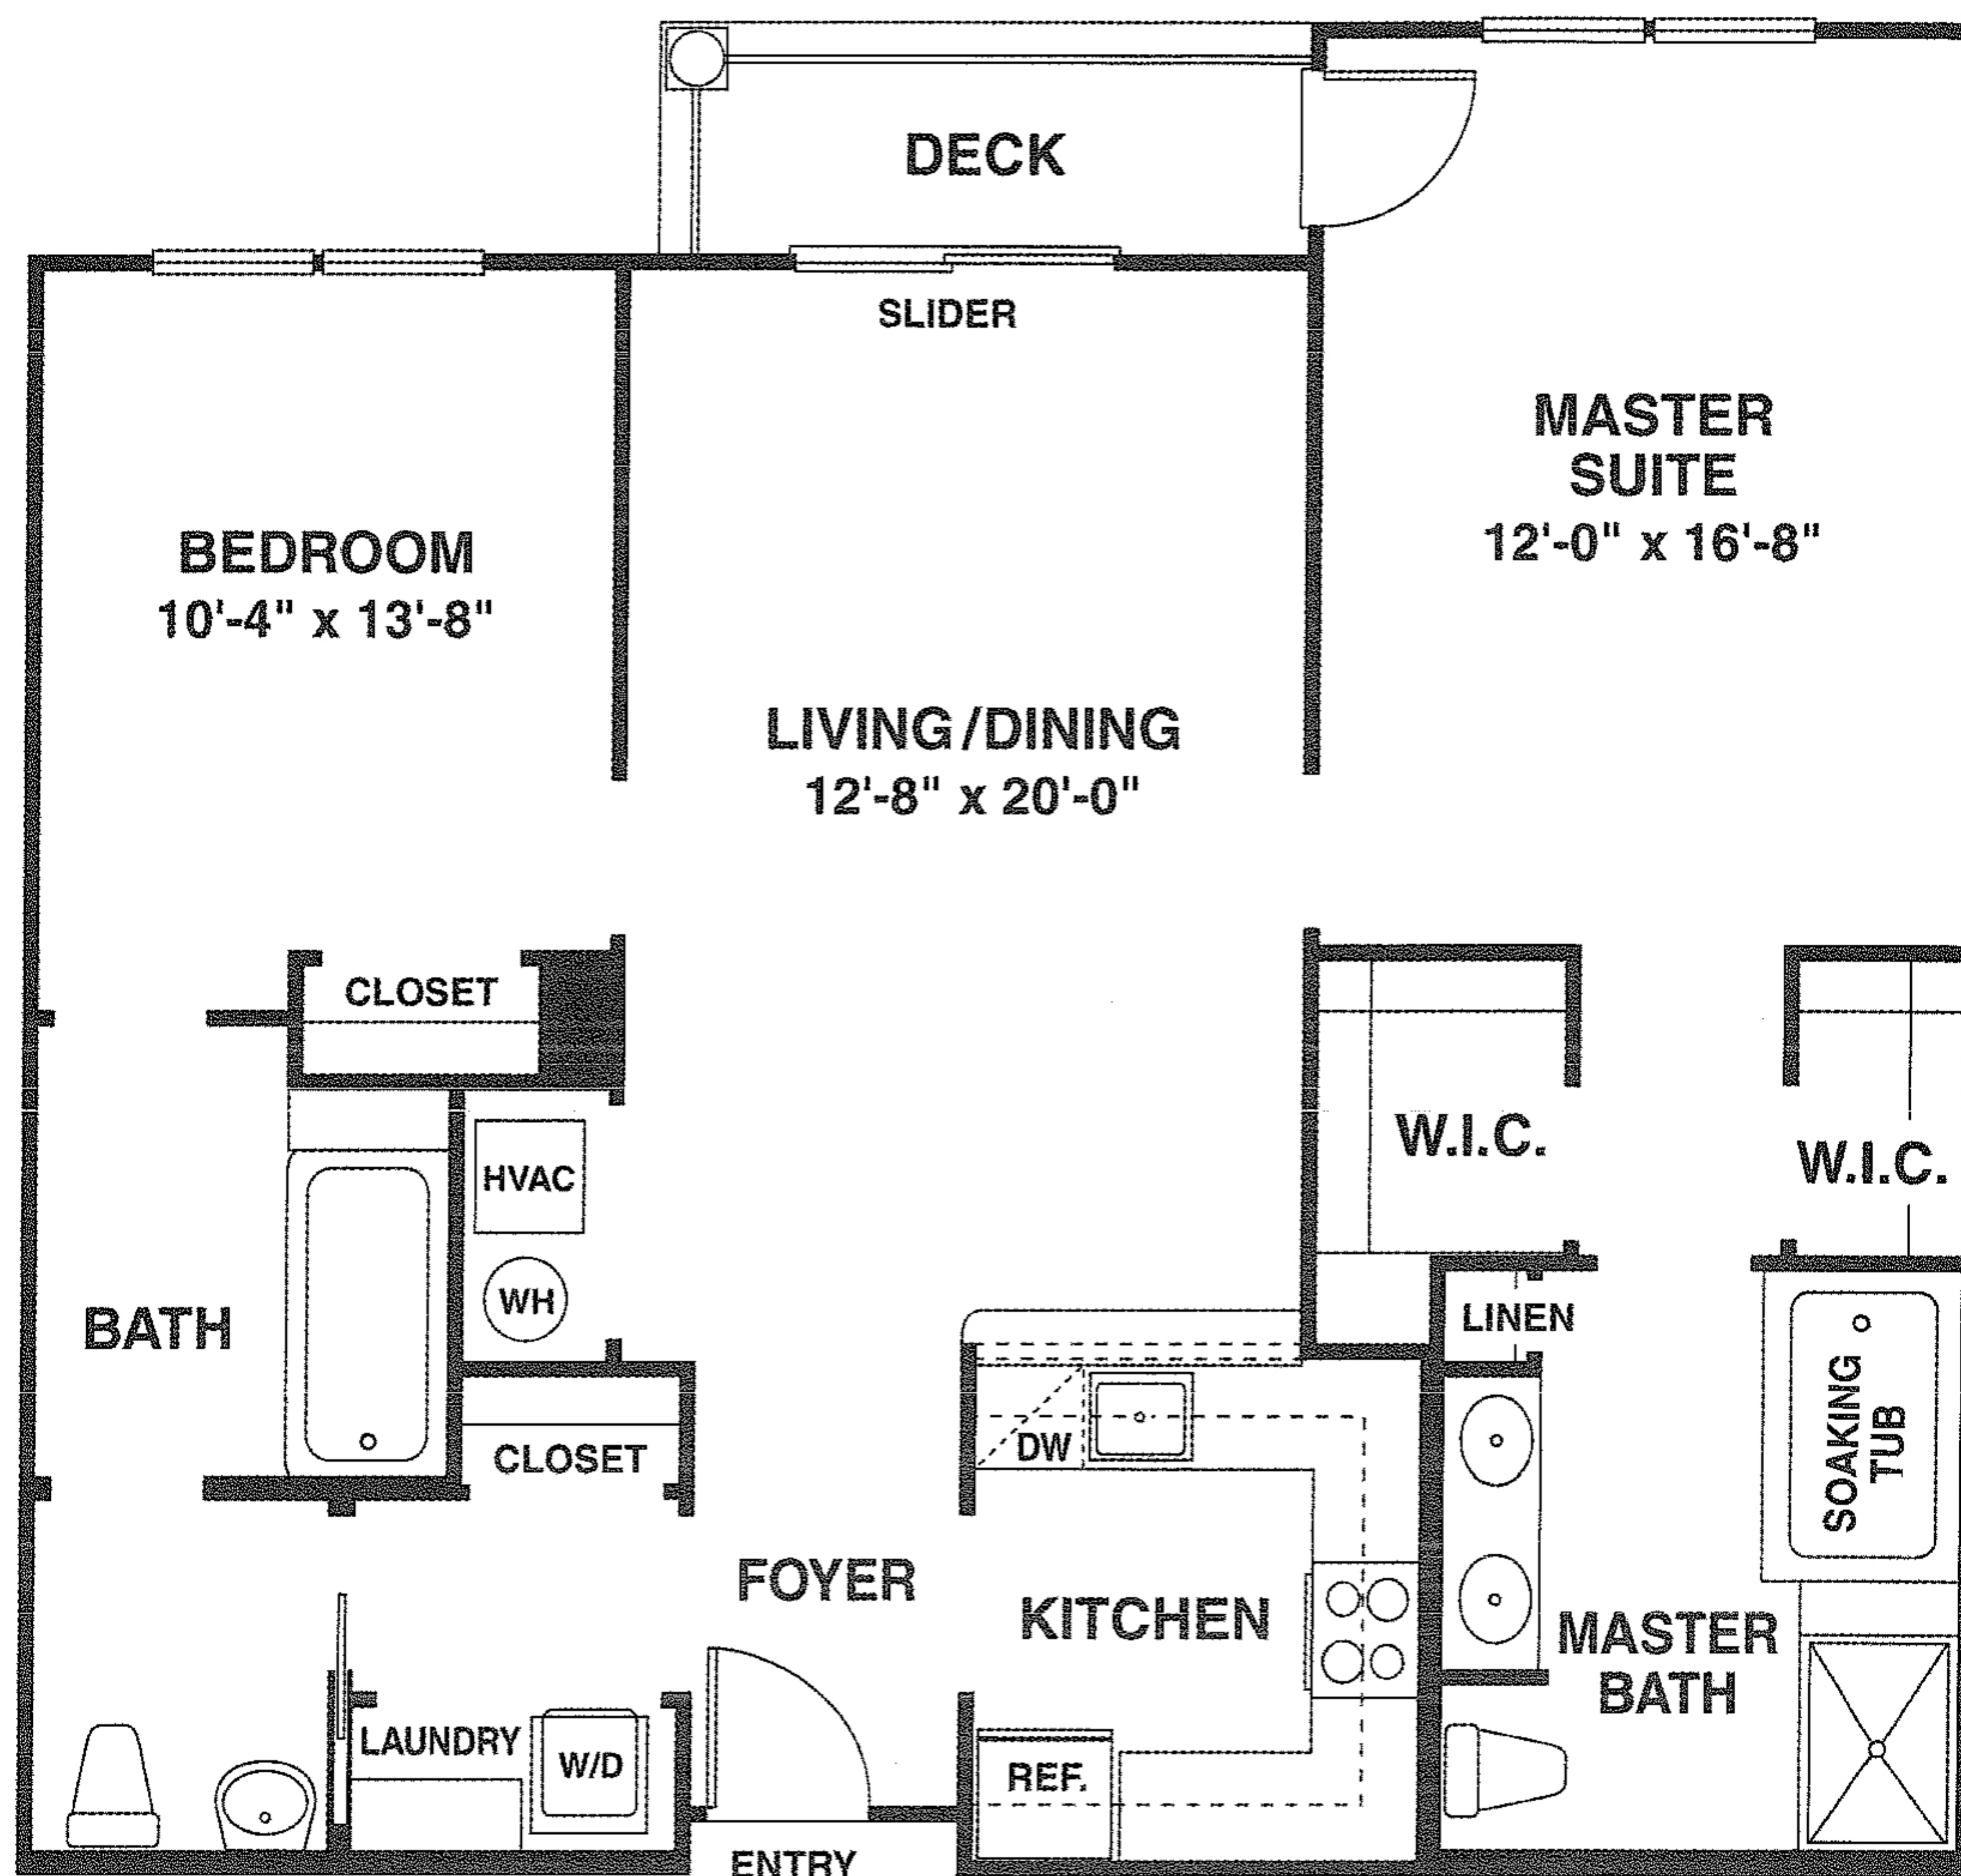 DECK
SLIDER
MASTER
SUITE
12'-0" x 16'-8"
BEDROOM
10'-4" x 13'-8"
LIVING/DINING
12'-8" x 20'-0"
CLOSET
W.I.C.
W.I.C.
HVAC
WH
BATH
LINEN
SOAKING
TUB
DW
CLOSET
FOYER
KITCHEN
MASTER
BATH
LAUNDRY
W/D
REF.
ENTRY